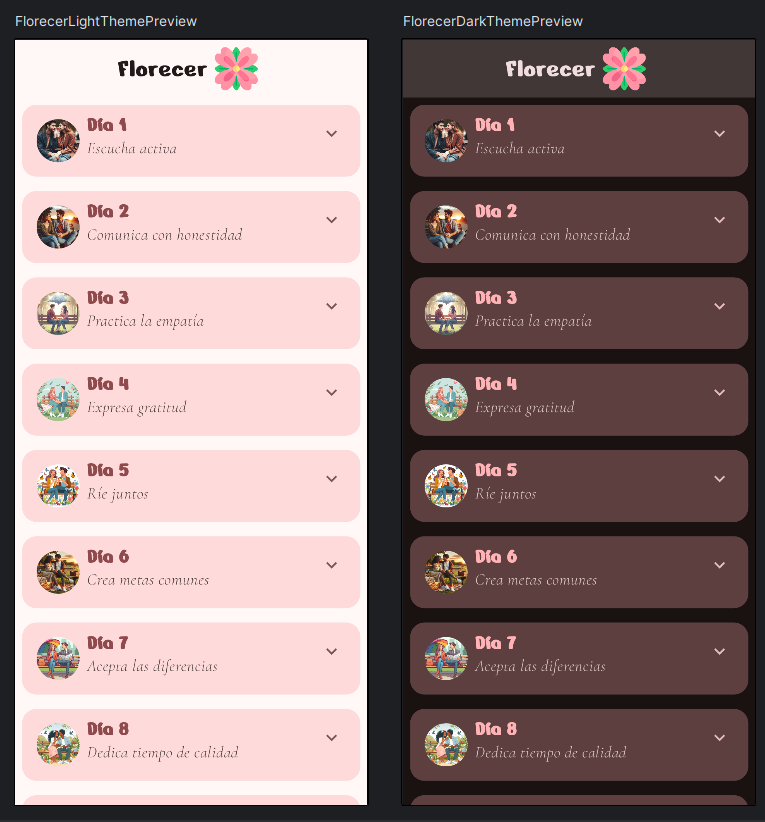 FlorecerLightThemePreview
Florecer
Día 1
Escucha activa
Día 2
Comunica con honestidad
Día 3
Practica la empatía
Día 4
Expresa gratitud
Día 5
Ríe juntos
Día 6
Crea metas comunes
Día 7
Acepta las diferencias
Día 8
Dedica tiempo de calidad
FlorecerDarkThemePreview
Florecer
Día 1
Escucha activa
Día 2
Comunica con honestidad
Día 3
Practica la empatía
Día 4
Expresa gratitud
Día 5
Ríe juntos
Día 6
Crea metas comunes
Día 7
Acepta las diferencias
Día 8
Dedica tiempo de calidad